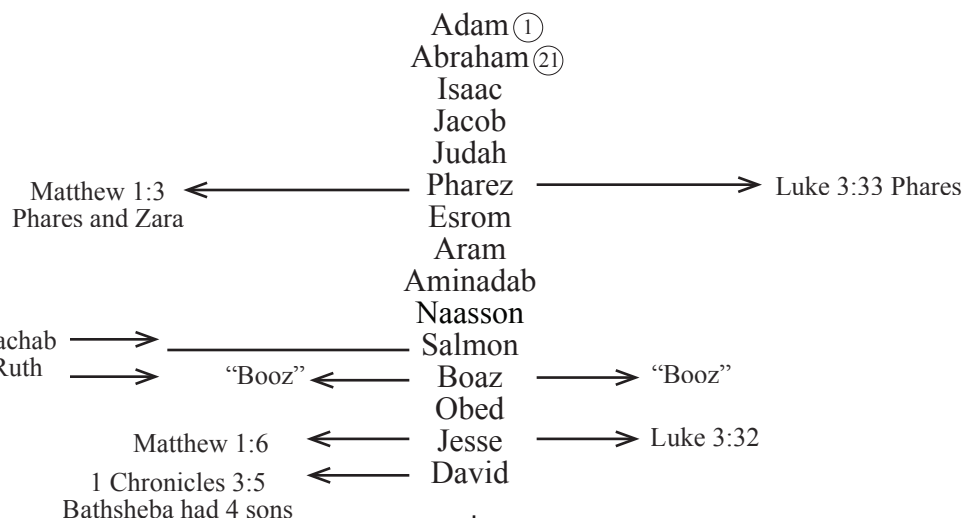 Adam 1
Abraham 21
Isaac
Jacob
Judah
Matthew 1:3
Phares and Zara
Pharez
Luke 3:33 Phares
Esrom
Aram
Aminadab
Naasson
achab
Salmon
Ruth
“Booz”
Boaz
“Booz”
Obed
Matthew 1:6
Jesse
Luke 3:32
1 Chronicles 3:5
Bathsheba had 4 sons
David